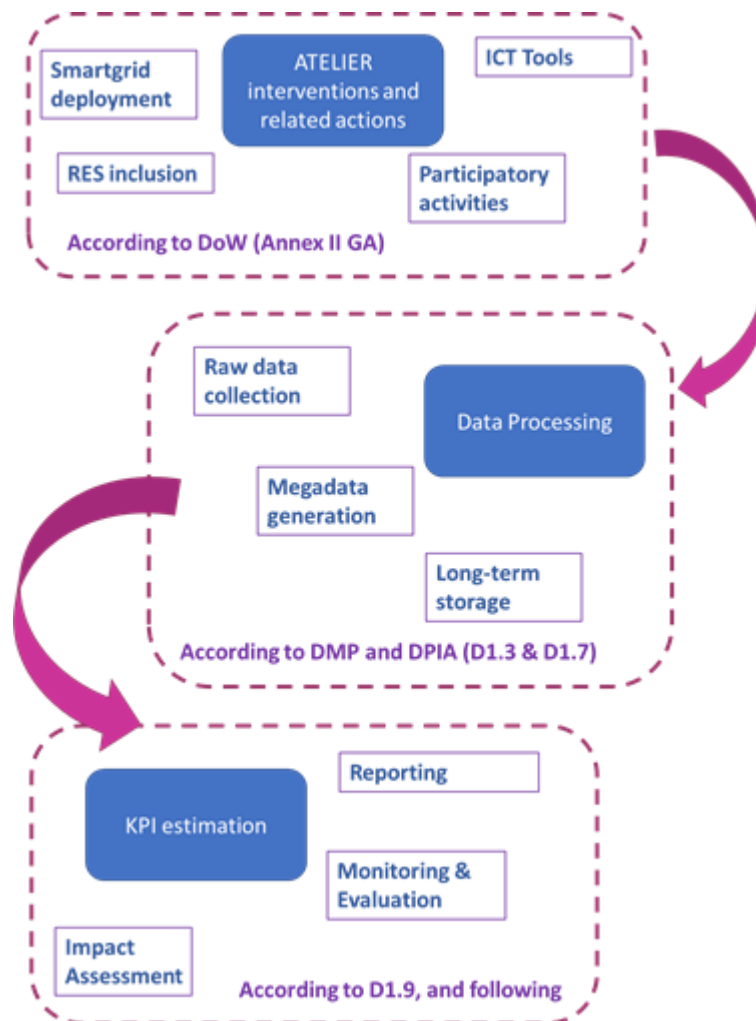 Smartgrid
deployment
ATELIER
interventions and
related actions
ICT Tools
RES inclusion
Participatory
activities
According to DoW (Annex II GA)
Raw data
collection
Data Processing
Megadata
generation
Long-term
storage
According to DMP and DPIA (D1.3 & D1.7)
Reporting
KPI estimation
Monitoring &
Evaluation
Impact
Assessment
According to D1.9, and following